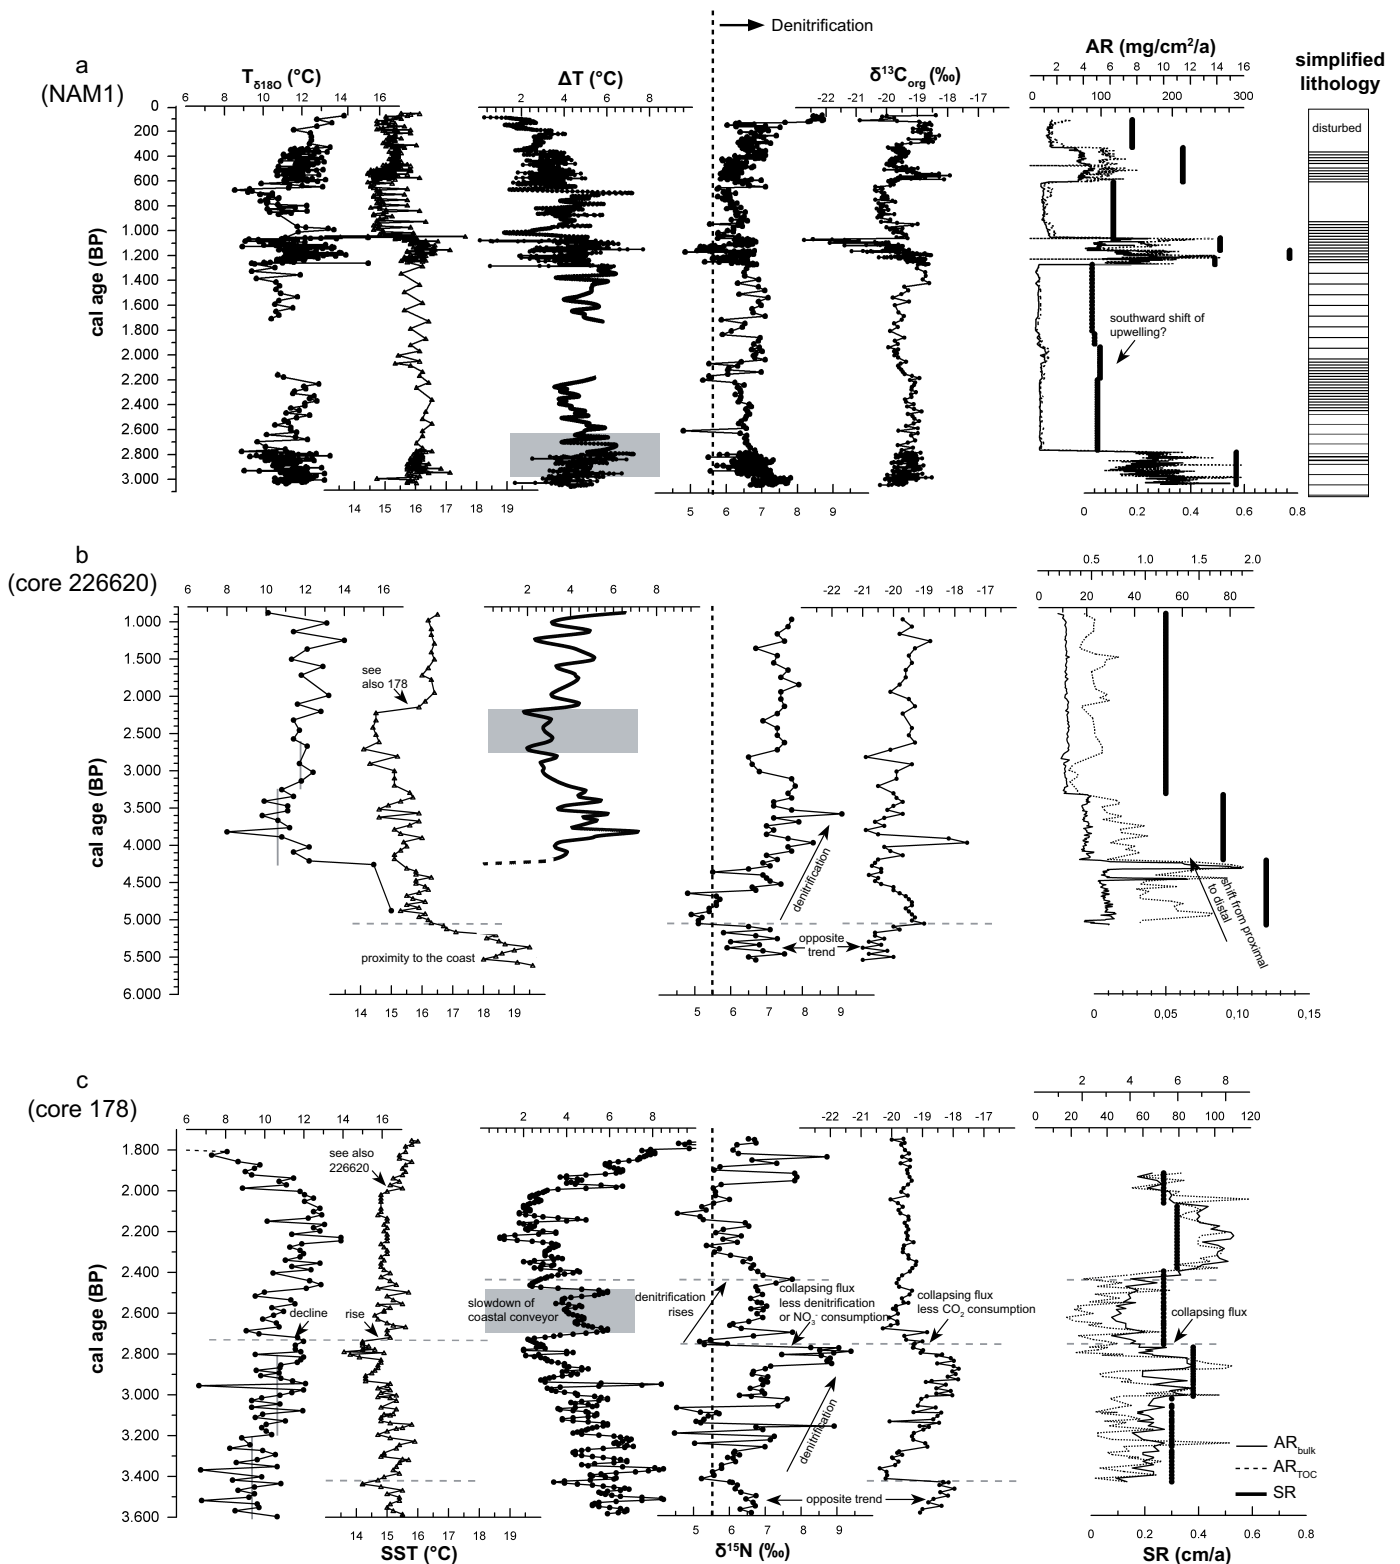 Denitrification
a
(NAM1)
T δ18O (°C)
ΔT (°C)
δ13Corg (‰)
AR (mg/cm2/a)
simplified
lithology
6 8 10 12 14 16
2 4 6 8
-22 -21 -20 -19 -18 -17
0 2 4 6 8 10 12 14 16
0 100 200 300
cal age (BP)
0
200
400
600
800
1.000
1.200
1.400
1.600
1.800
2.000
2.200
2.400
2.600
2.800
3.000
disturbed
southward shift of
upwelling?
14 15 16 17 18 19
5 6 7 8 9
0 0.2 0.4 0.6 0.8
b
(core 226620)
6 8 10 12 14 16
2 4 6 8
-22 -21 -20 -19 -18 -17
0.5 1.0 1.5 2.0
0 20 40 60 80
cal age (BP)
1.000
1.500
2.000
2.500
3.000
3.500
4.000
4.500
5.000
5.500
6.000
see
also 178
denitrification
opposite
trend
proximity to the coast
shift from proximal
to distal
14 15 16 17 18 19
5 6 7 8 9
0 0,05 0,10 0,15
c
(core 178)
6 8 10 12 14 16
2 4 6 8
-22 -21 -20 -19 -18 -17
0 2 4 6 8
0 20 40 60 80 100 120
cal age (BP)
1.800
2.000
2.200
2.400
2.600
2.800
3.000
3.200
3.400
3.600
see also
226620
decline
rise
slowdown of
coastal conveyor
denitrification
rises
collapsing flux
less denitrification
or NO3- consumption
collapsing flux
less CO2 consumption
collapsing flux
denitrification
opposite trend
ARbulk
ARTOC
SR
14 15 16 17 18 19
5 6 7 8 9
0 0.2 0.4 0.6 0.8
SST (°C)
δ15N (‰)
SR (cm/a)